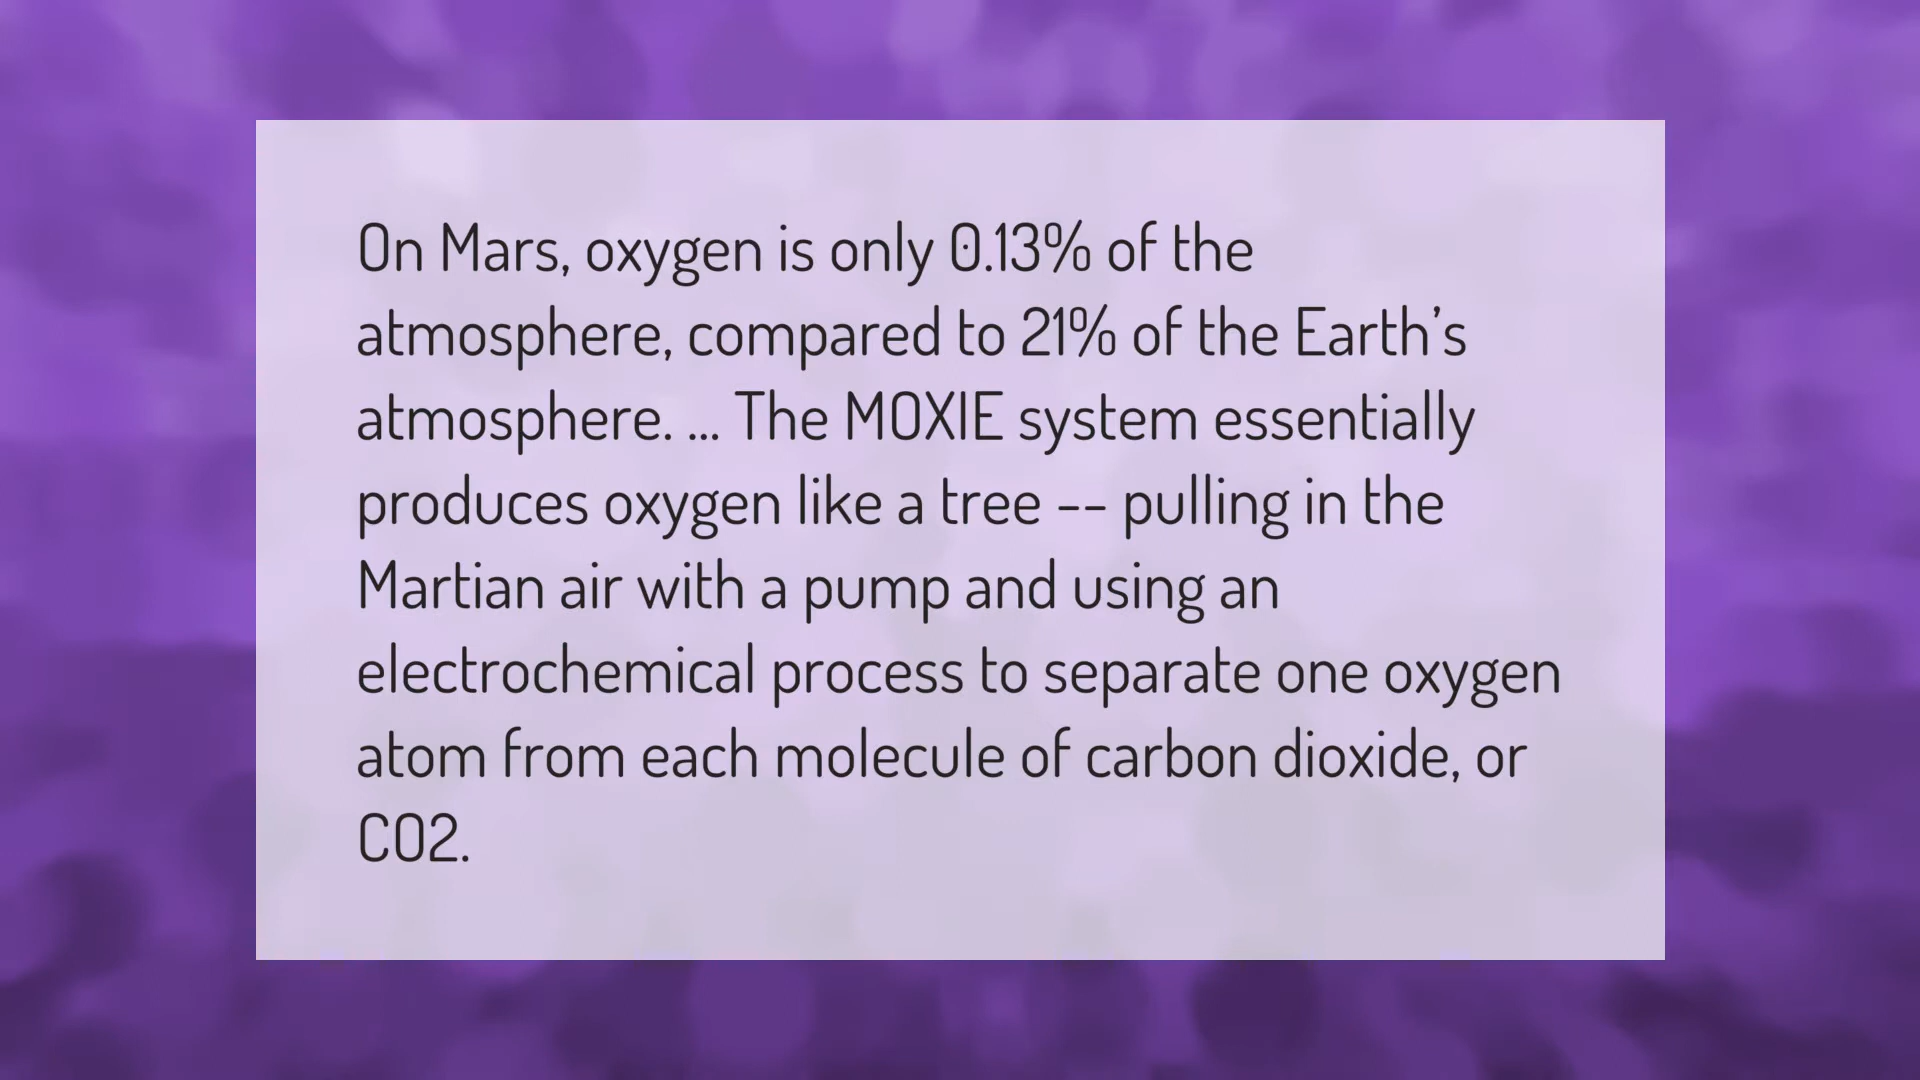 On Mars, oxygen is only 0.13% of the
atmosphere, compared to 21% of the Earth's
atmosphere. ... The MOXIE system essentially
produces oxygen like a tree -- pulling in the
Martian air with a pump and using an
electrochemical process to separate one oxygen
atom from each molecule of carbon dioxide, or
CO2.